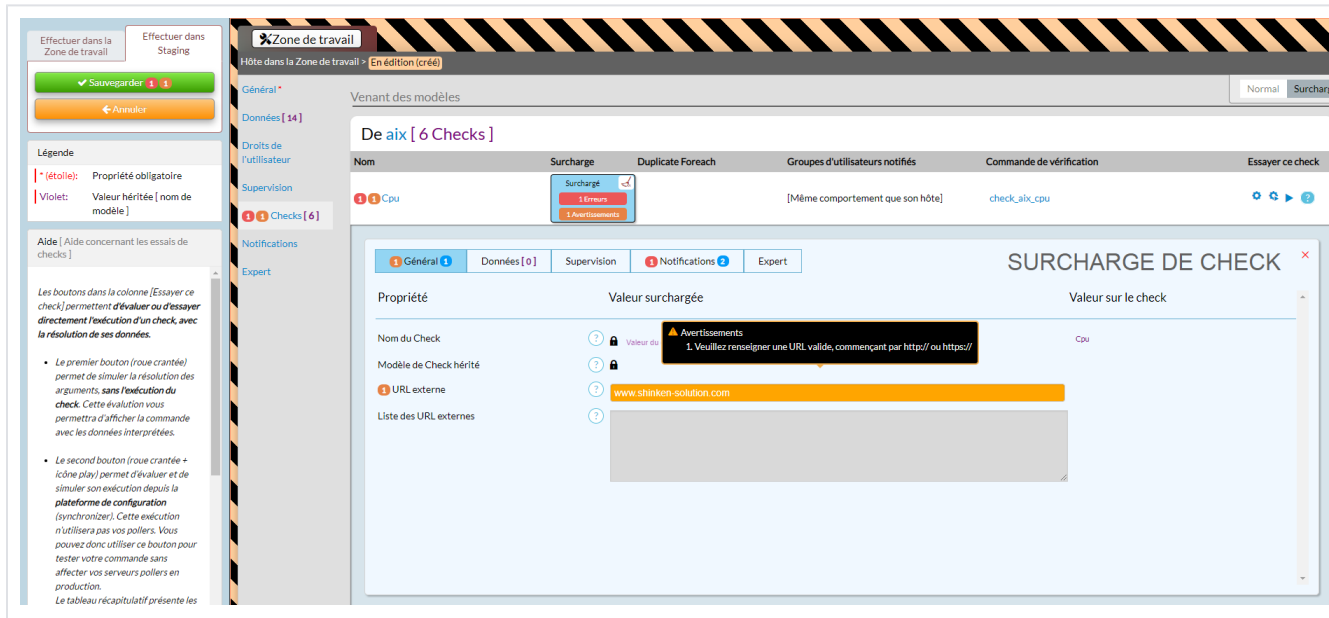 Effectuer dans la
Zone de travail
Effectuer dans
Staging
Sauvegarder 1 1
Annuler
Légende
* (étoile): Propriété obligatoire
Violet: Valeur héritée [ nom de
modèle ]
Aide [ Aide concernant les essais de
checks ]
Les boutons dans la colonne [Essayer ce
check] permettent d'évaluer ou d'essayer
directement l'exécution d'un check, avec
la résolution de ses données.
• Le premier bouton (roue crantée)
permet de simuler la résolution des
arguments, sans l'exécution du
check. Cette évalution vous
permettra d'afficher la commande
avec les données interprétées.
• Le second bouton (roue crantée +
icône play) permet d'évaluer et de
simuler son exécution depuis la
plateforme de configuration
(synchronizer). Cette exécution
n'utilisera pas vos pollers. Vous
pouvez donc utiliser ce bouton pour
tester votre commande sans
affecter vos serveurs pollers en
production.
Le tableau récapitulatif présente les
Zone de travail
Hôte dans la Zone de travail > En édition (créé)
Général *
Données [ 14 ]
Droits de
l'utilisateur
Supervision
1 1 Checks [ 6 ]
Notifications
Expert
Venant des modèles
Normal Surcharg
De aix [ 6 Checks ]
Nom Surcharge Duplicate Foreach Groupes d'utilisateurs notifiés Commande de vérification Essayer ce check
1 1 Cpu
Surchargé
1 Erreurs
1 Avertissements
[Même comportement que son hôte] check_aix_cpu ?
1 Général 1 Données [ 0 ] Supervision 1 Notifications 2 Expert
SURCHARGE DE CHECK ×
Propriété Valeur surchargée Valeur sur le check
Nom du Check ? Valeur du Cpu
Avertissements
1. Veuillez renseigner une URL valide, commençant par http:// ou https://
Modèle de Check hérité ?
1 URL externe ? www.shinken-solution.com
Liste des URL externes ?